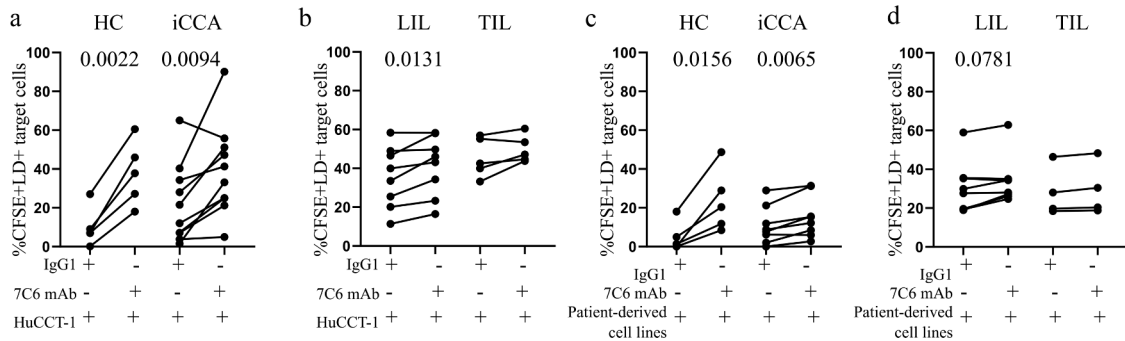 a HC iCCA b LIL TIL c HC iCCA d LIL TIL
0.0022 0.0094 0.0131 0.0156 0.0065 0.0781
%CFSE+LD+ target cells
100
80
60
40
20
0
IgG1 + - + -
7C6 mAb - + - +
HuCCT-1 + + + +
%CFSE+LD+ target cells
100
80
60
40
20
0
IgG1 + - + -
7C6 mAb - + - +
HuCCT-1 + + + +
%CFSE+LD+ target cells
100
80
60
40
20
0
IgG1 + - + -
7C6 mAb - + - +
Patient-derived + + + +
cell lines
%CFSE+LD+ target cells
100
80
60
40
20
0
IgG1 + - + -
7C6 mAb - + - +
Patient-derived + + + +
cell lines